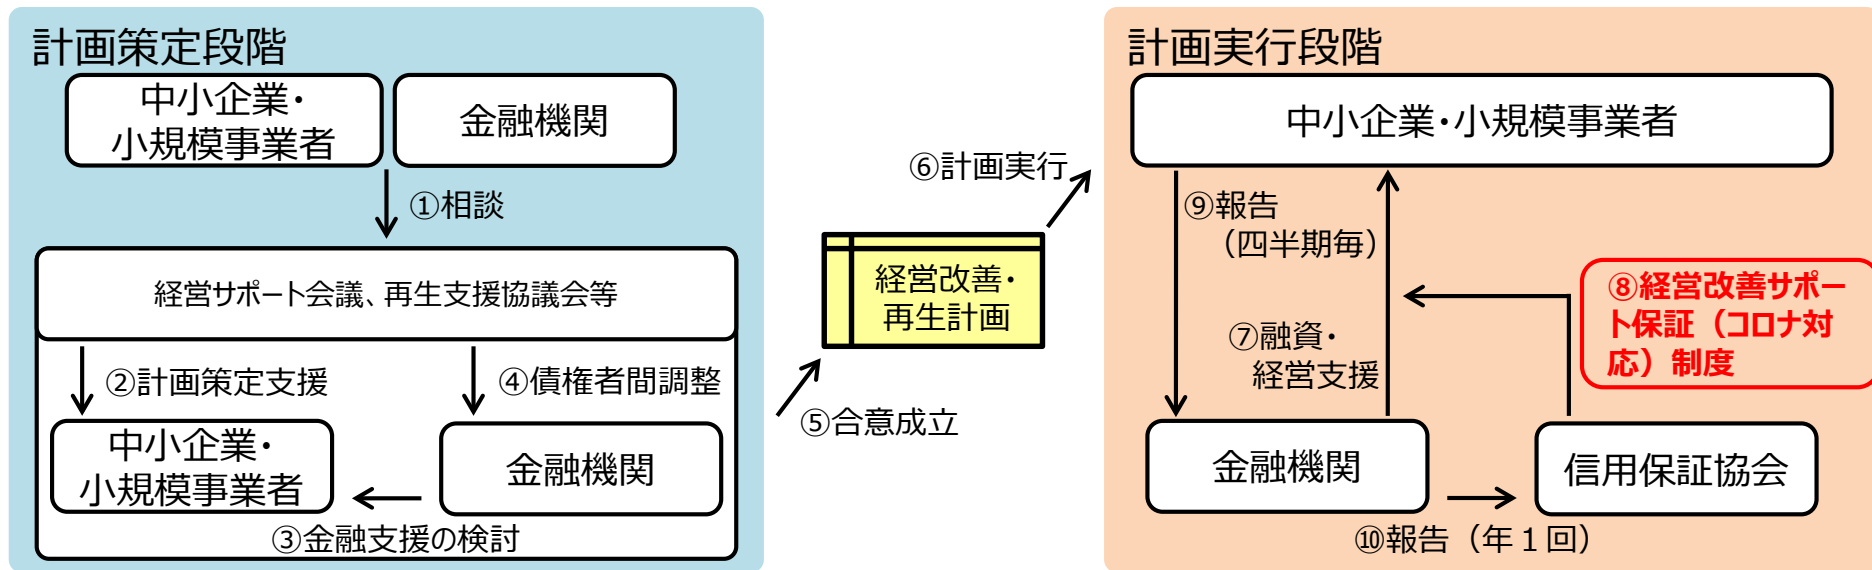 計画策定段階
中小企業・
小規模事業者
金融機関
①相談
経営サポート会議、再生支援協議会等
②計画策定支援
④債権者間調整
中小企業・
小規模事業者
金融機関
③金融支援の検討
⑤合意成立
経営改善・
再生計画
⑥計画実行
計画実行段階
中小企業・小規模事業者
⑨報告
（四半期毎）
⑦融資・
経営支援
⑧経営改善サポー
ト保証（コロナ対
応）制度
金融機関
信用保証協会
⑩報告（年１回）